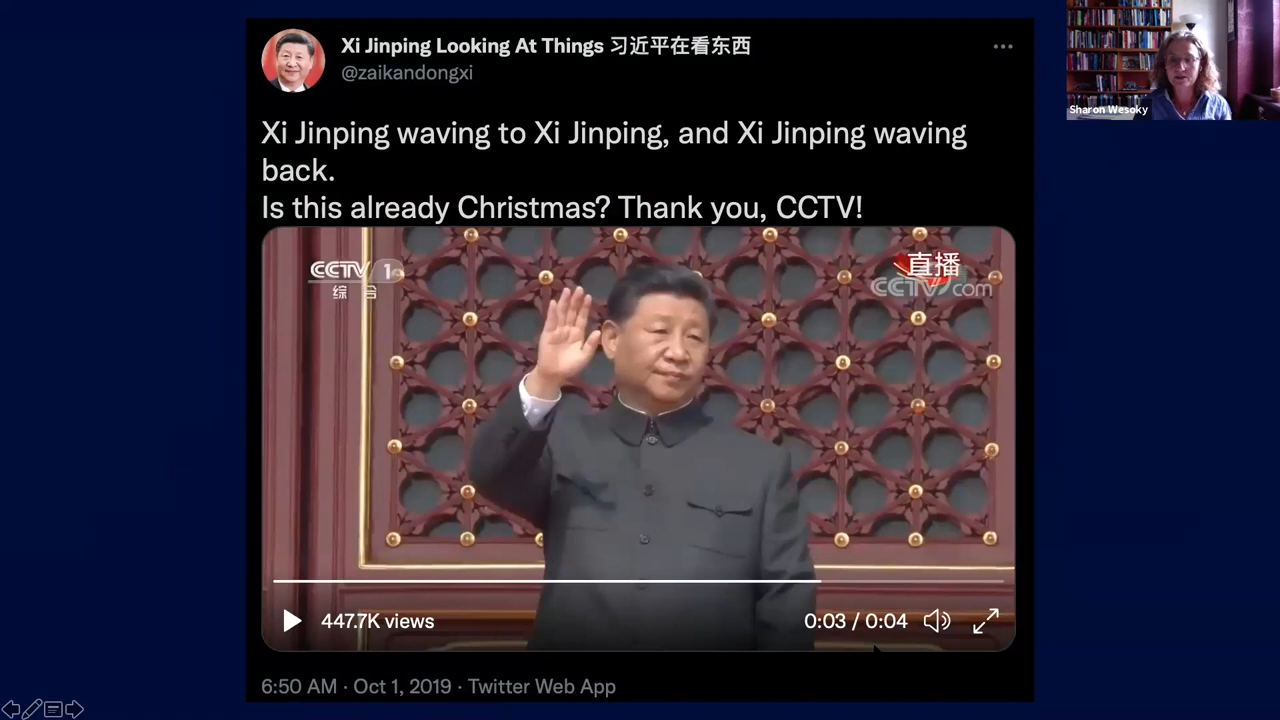 Xi Jinping Looking At Things 习近平在看东西
@zaikandongxi
Sharon Wesoky
Xi Jinping waving to Xi Jinping, and Xi Jinping waving
back.
Is this already Christmas? Thank you, CCTV!
CCTV 1
综合
直播
CCTV.com
447.7K views
0:03 / 0:04
6:50 AM · Oct 1, 2019 · Twitter Web App